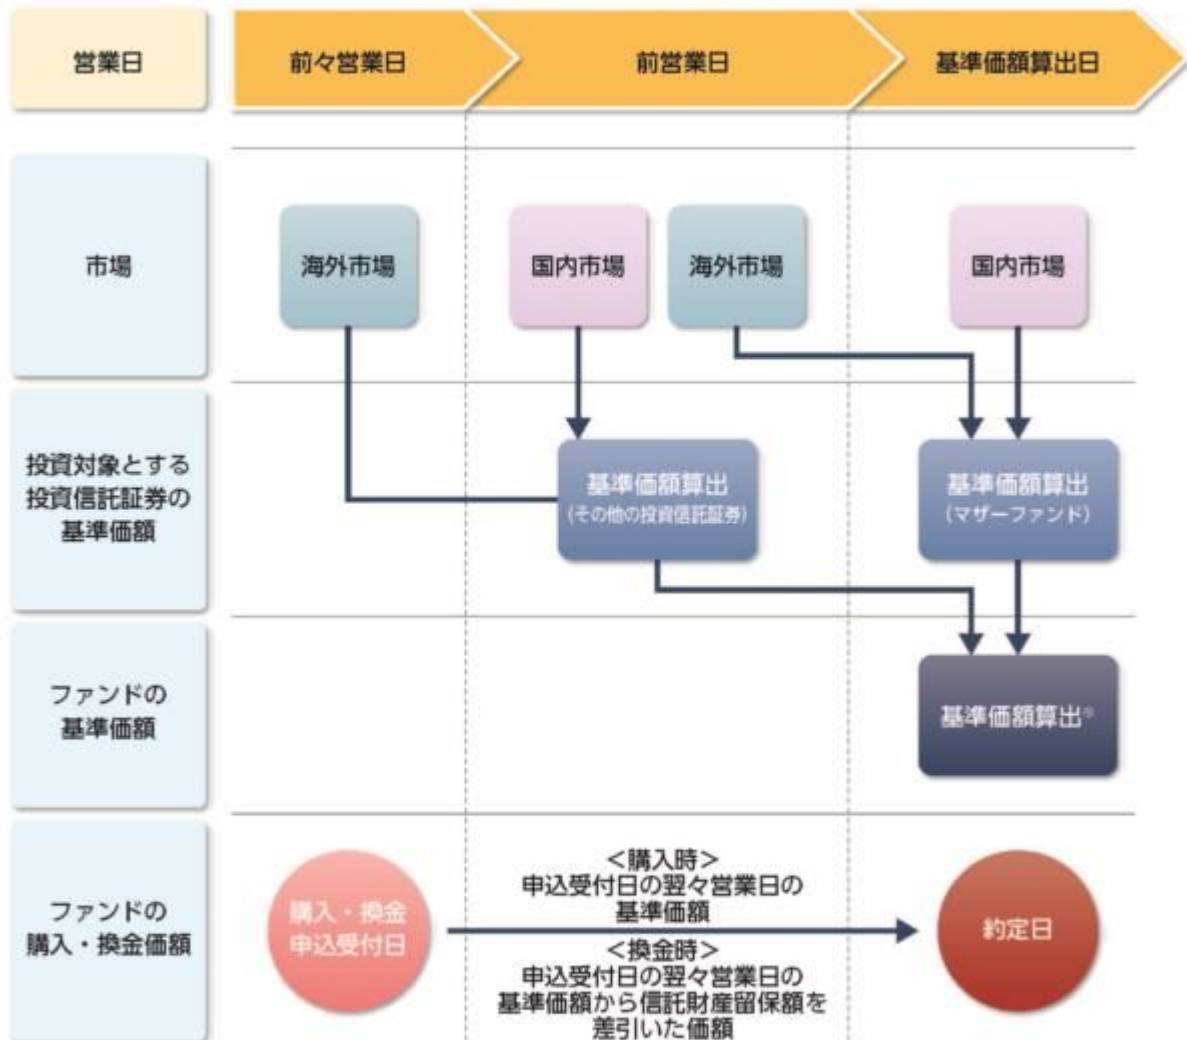 営業日
前々営業日
前営業日
基準価額算出日
市場
海外市場
国内市場
海外市場
国内市場
投資対象とする
投資信託証券の
基準価額
基準価額算出
(その他の投資信託証券)
基準価額算出
(マザーファンド)
ファンドの
基準価額
基準価額算出※
ファンドの
購入・換金価額
購入・換金
申込受付日
<購入時>
申込受付日の翌々営業日の
基準価額
<換金時>
申込受付日の翌々営業日の
基準価額から信託財産留保額を
差引いた価額
約定日